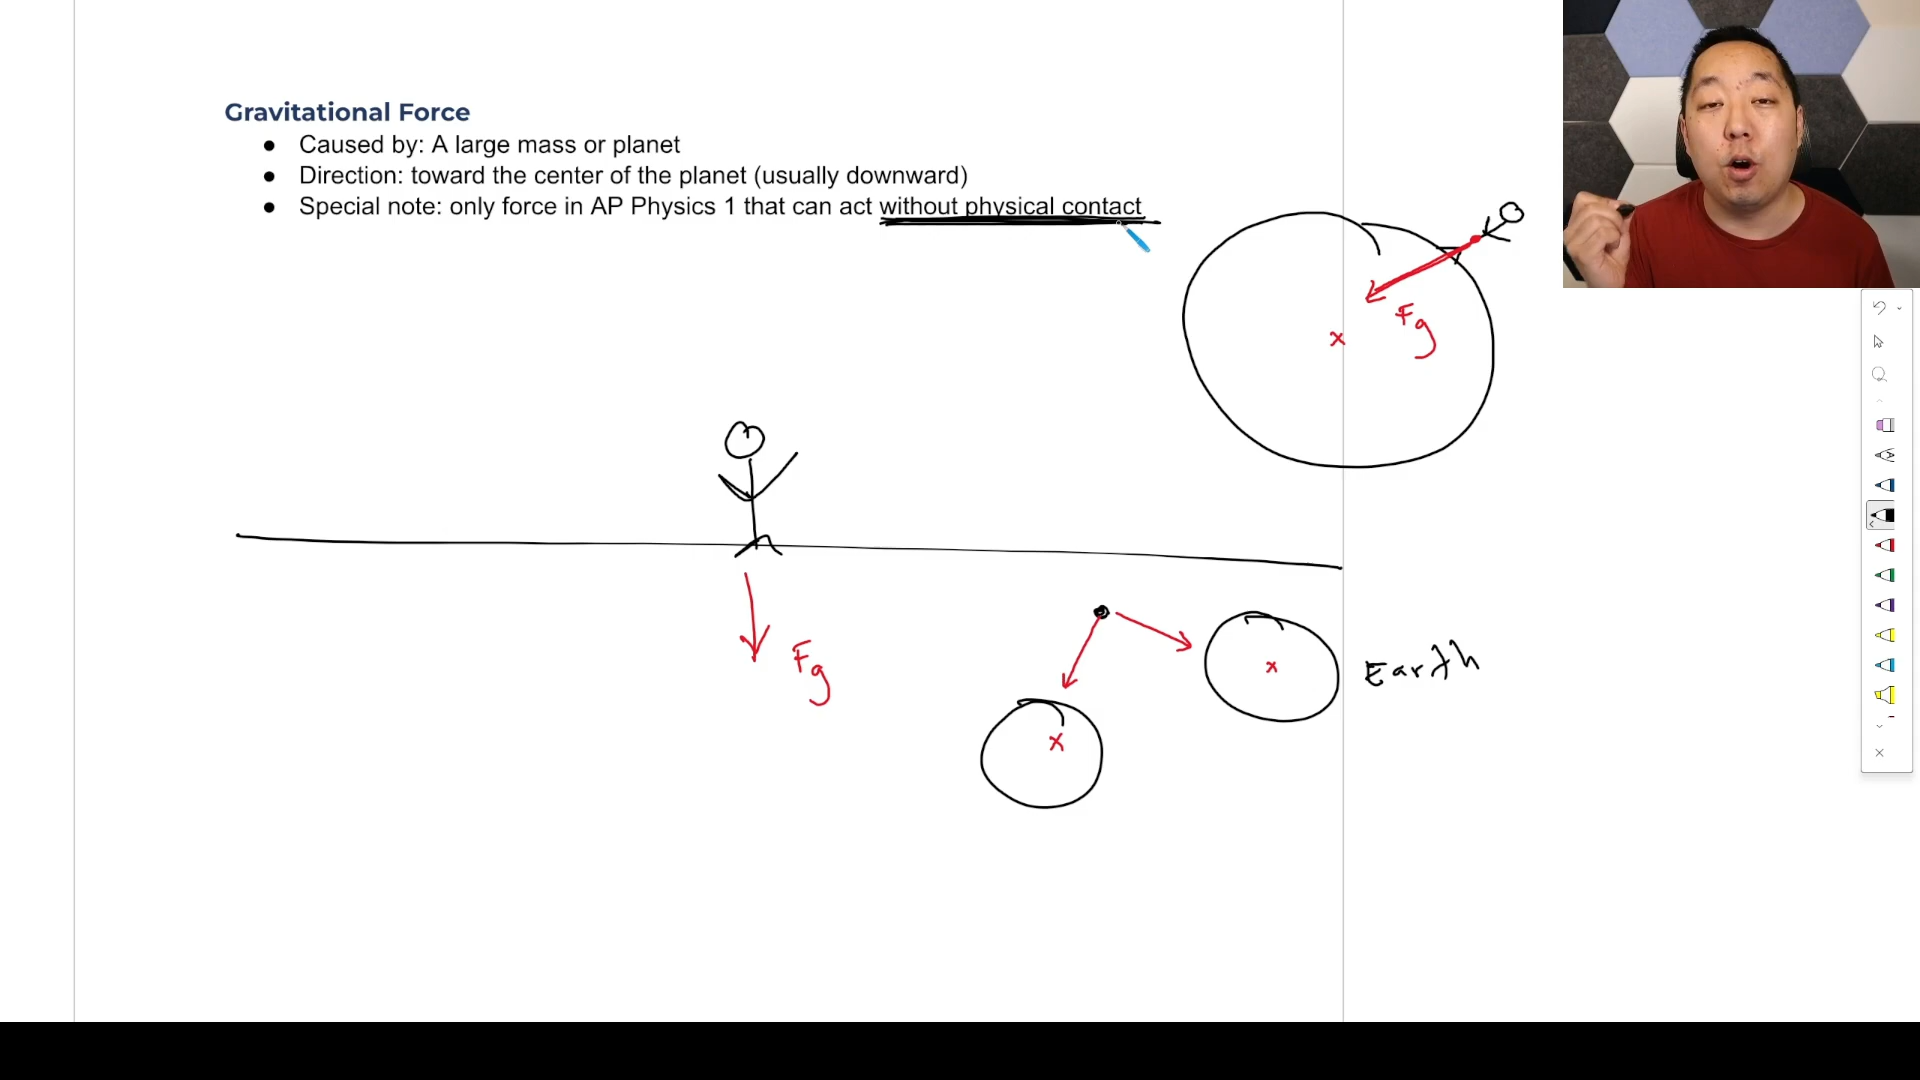 Gravitational Force
● Caused by: A large mass or planet
● Direction: toward the center of the planet (usually downward)
● Special note: only force in AP Physics 1 that can act without physical contact
Fg
x
Fg
x
Earth
x